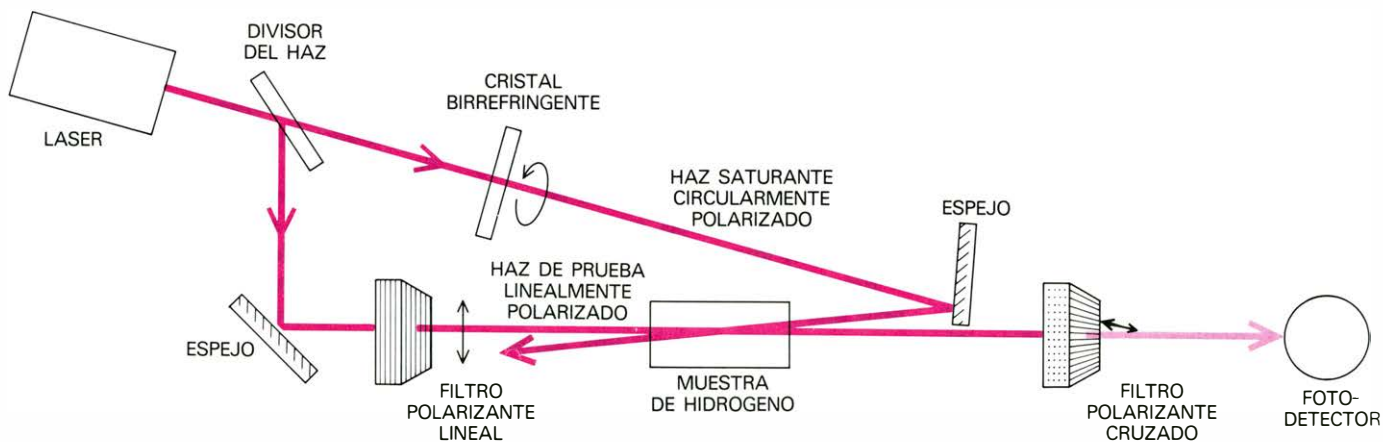 DIVISOR
DEL HAZ
LASER
CRISTAL
BIRREFRINGENTE
HAZ SATURANTE
CIRCULARMENTE
POLARIZADO
ESPEJO
HAZ DE PRUEBA
LINEALMENTE
POLARIZADO
ESPEJO
FILTRO
POLARIZANTE
LINEAL
MUESTRA
DE HIDROGENO
FILTRO
POLARIZANTE
CRUZADO
FOTO-
DETECTOR